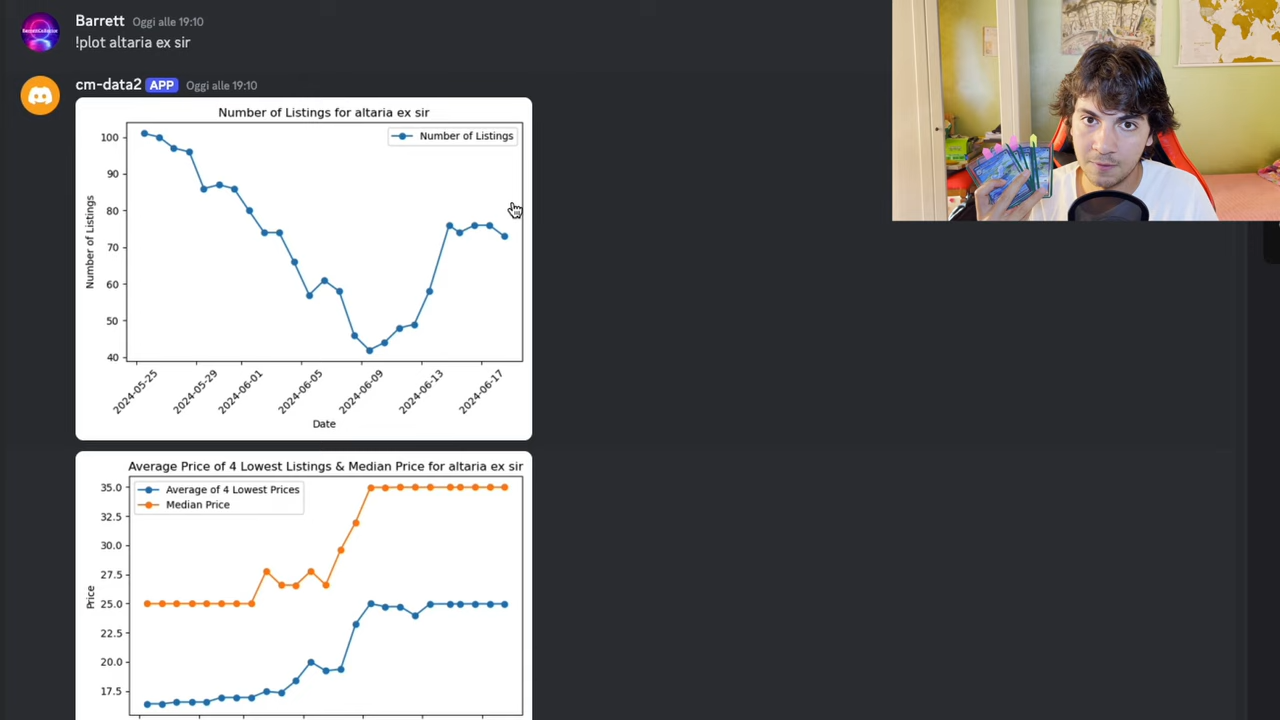 Barrett Oggi alle 19:10
!plot altaria ex sir
cm-data2 APP Oggi alle 19:10
Number of Listings for altaria ex sir
Number of Listings
100
90
80
70
60
50
40
Number of Listings
2024-05-25
2024-05-29
2024-06-01
2024-06-05
2024-06-09
2024-06-13
2024-06-17
Date
Average Price of 4 Lowest Listings & Median Price for altaria ex sir
Average of 4 Lowest Prices
Median Price
35.0
32.5
30.0
27.5
25.0
22.5
20.0
17.5
Price